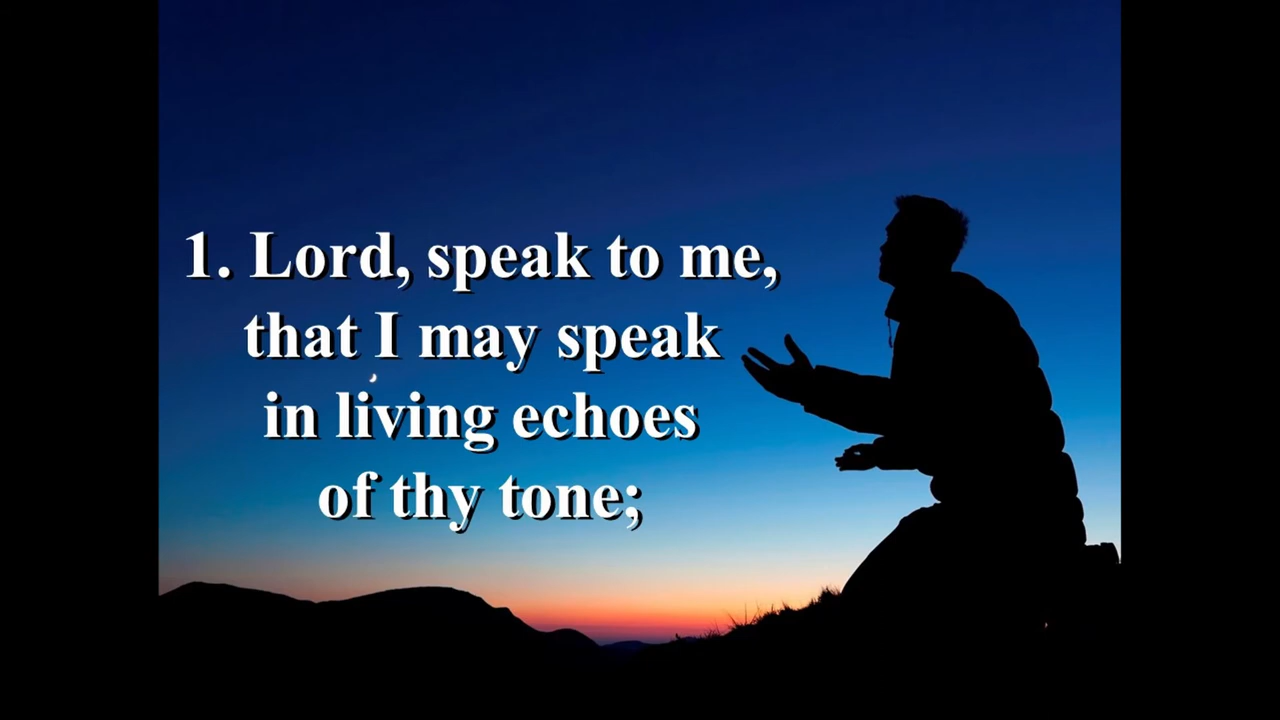 1. Lord, speak to me,
that I may speak
in living echoes
of thy tone;